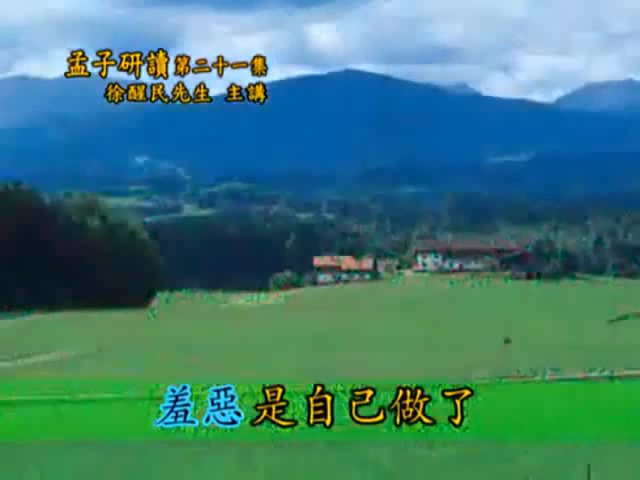 孟子研讀 第二十一集
徐醒民先生 主講
羞惡是自己做了